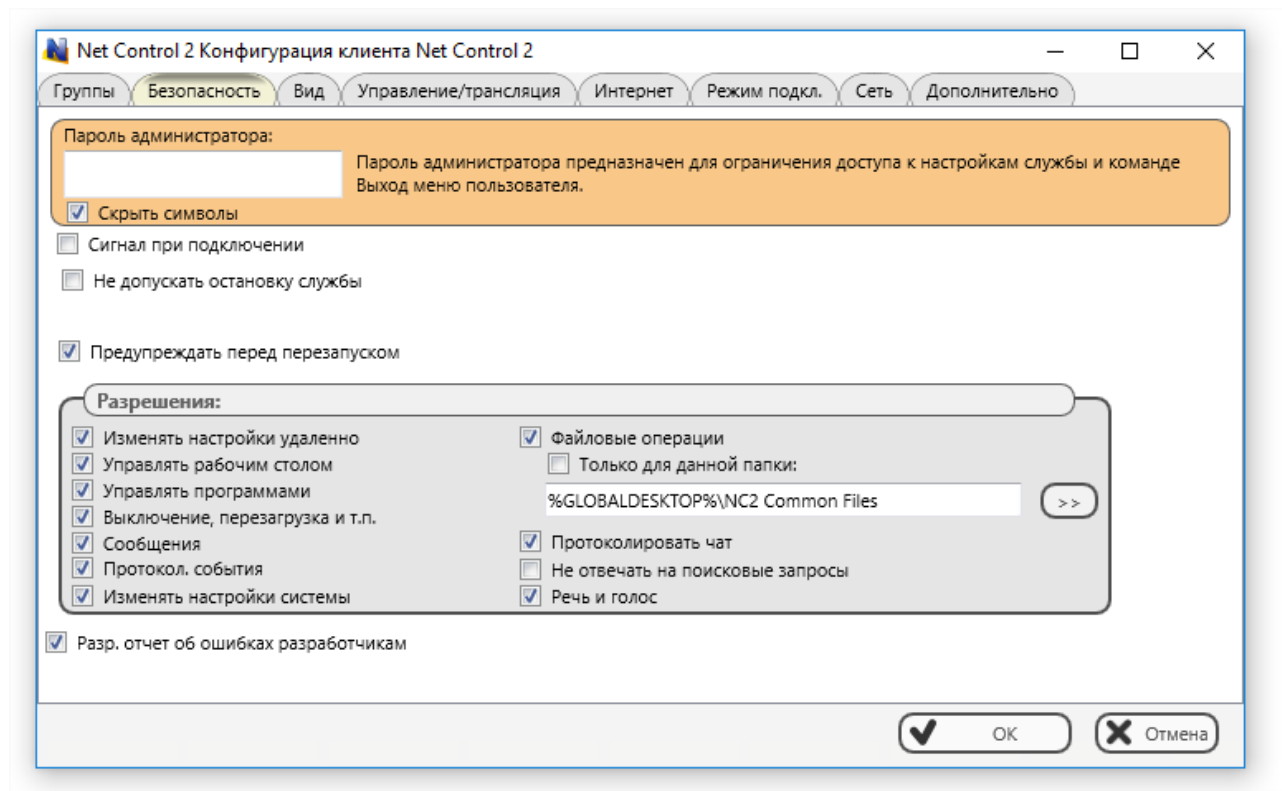 Net Control 2 Конфигурация клиента Net Control 2
Группы Безопасность Вид Управление/трансляция Интернет Режим подкл. Сеть Дополнительно
Пароль администратора:
Пароль администратора предназначен для ограничения доступа к настройкам службы и команде
Выход меню пользователя.
Скрыть символы
Сигнал при подключении
Не допускать остановку службы
Предупреждать перед перезапуском
Разрешения:
Изменять настройки удаленно
Управлять рабочим столом
Управлять программами
Выключение, перезагрузка и т.п.
Сообщения
Протокол. события
Изменять настройки системы
Файловые операции
Только для данной папки:
%GLOBALDESKTOP%\NC2 Common Files >>
Протоколировать чат
Не отвечать на поисковые запросы
Речь и голос
Разр. отчет об ошибках разработчикам
OK Отмена